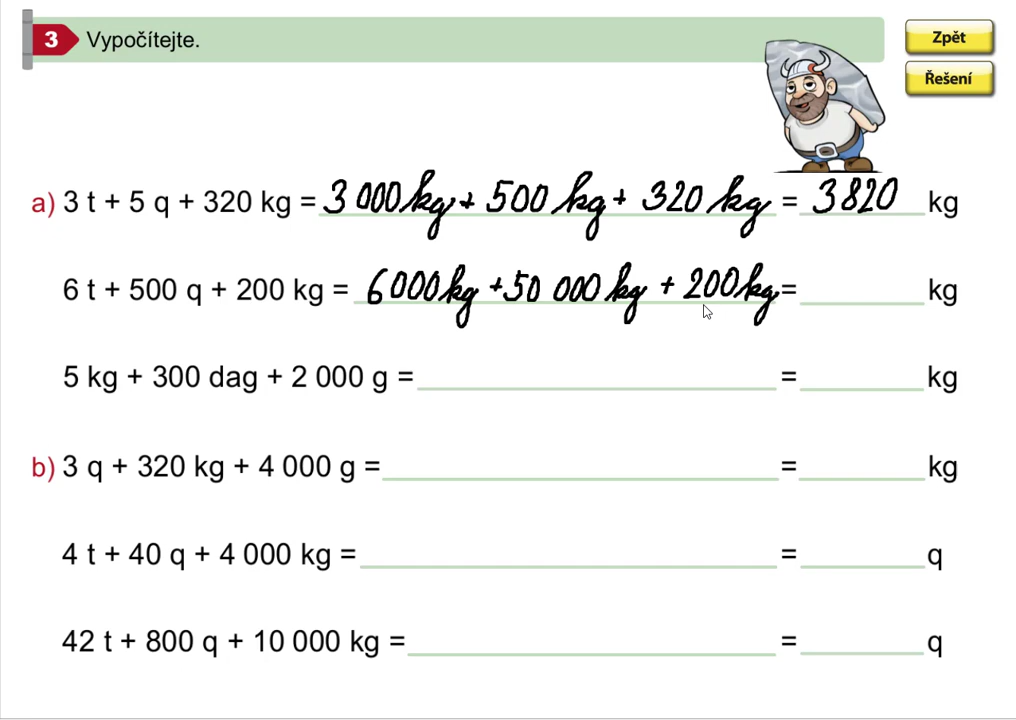 3 Vypočítejte.
Zpět
Řešení
a) 3 t + 5 q + 320 kg = 3 000 kg + 500 kg + 320 kg = 3 820 kg
6 t + 500 q + 200 kg = 6 000 kg + 50 000 kg + 200 kg = kg
5 kg + 300 dag + 2 000 g = = kg
b) 3 q + 320 kg + 4 000 g = = kg
4 t + 40 q + 4 000 kg = = q
42 t + 800 q + 10 000 kg = = q